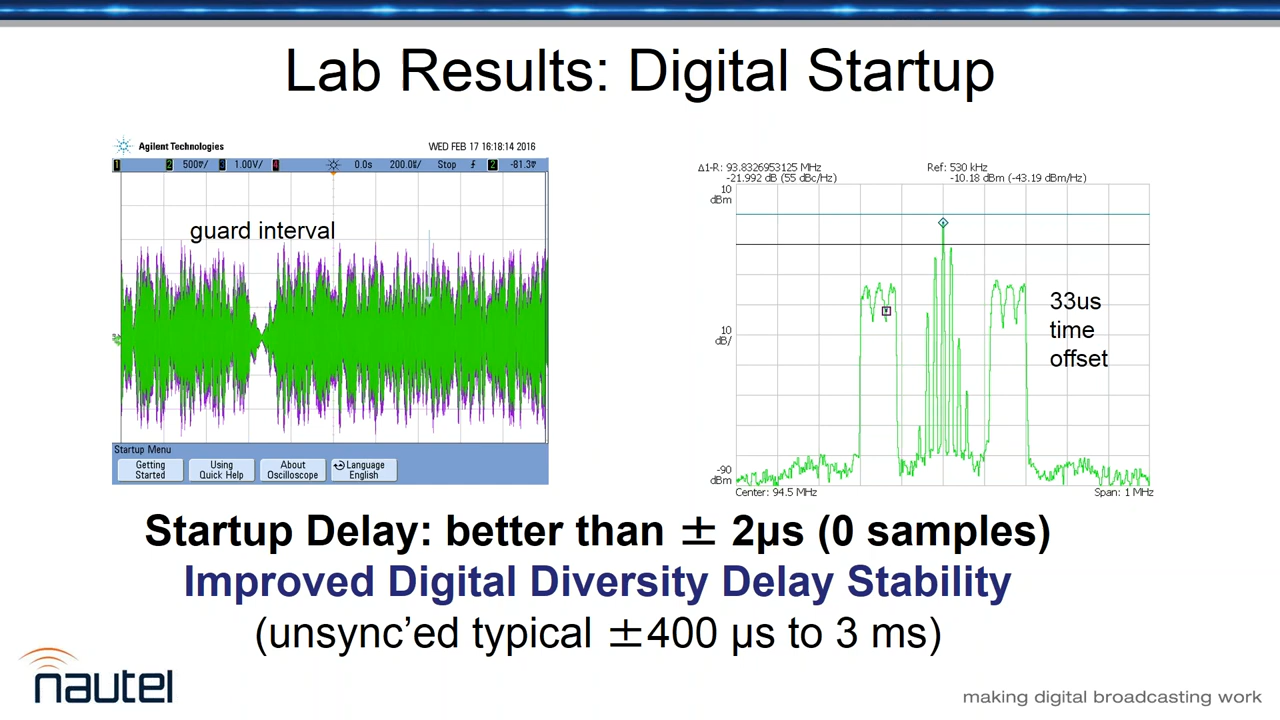 Lab Results: Digital Startup
Agilent Technologies
WED FEB 17 16:18:14 2016
1 2 500▿/ 3 1.00V/ 4 0.0s 200.0▿/ Stop 2 -81.3▿
guard interval
Startup Menu
Getting Started
Using Quick Help
About Oscilloscope
Language English
Δ1-R: 93.8326953125 MHz
-21.992 dB (55 dBc/Hz)
Ref: 530 kHz
-10.18 dBm (-43.19 dBm/Hz)
10
dBm
10
dB/
-90
dBm
Center: 94.5 MHz
Span: 1 MHz
33us
time
offset
Startup Delay: better than ± 2µs (0 samples)
Improved Digital Diversity Delay Stability
(unsync’ed typical ±400 µs to 3 ms)
nautel
making digital broadcasting work